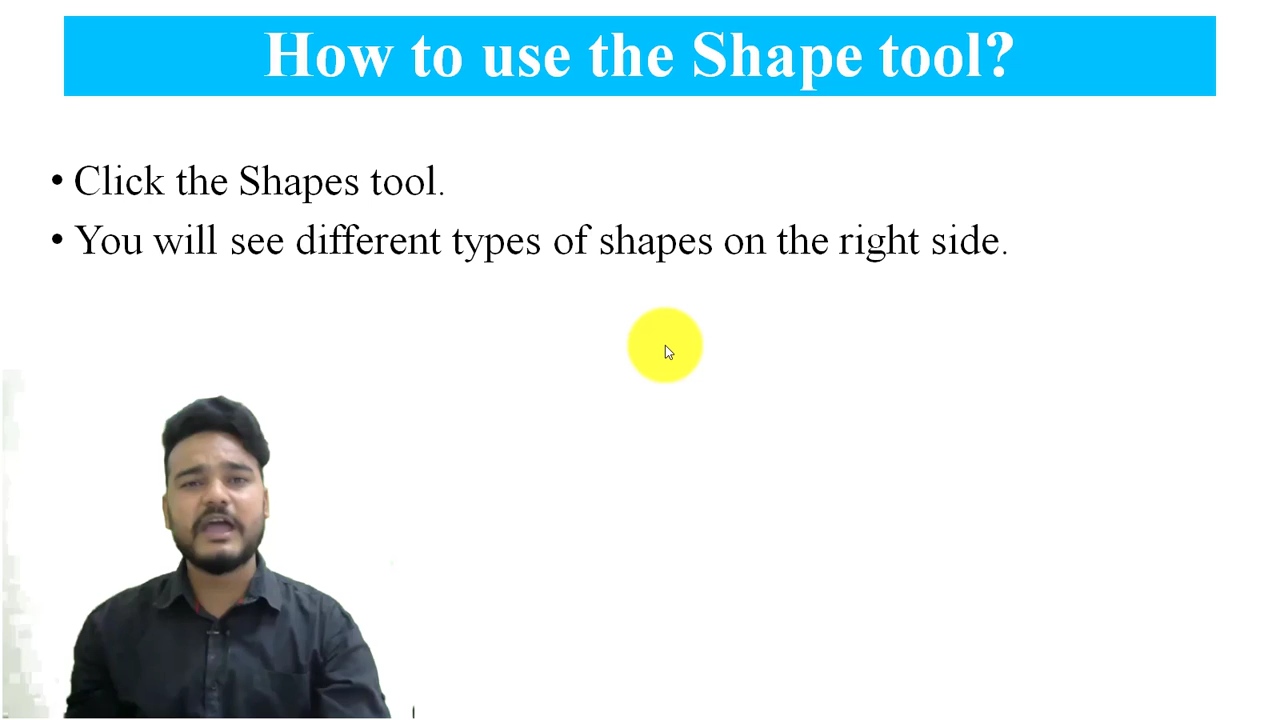 How to use the Shape tool?
• Click the Shapes tool.
• You will see different types of shapes on the right side.